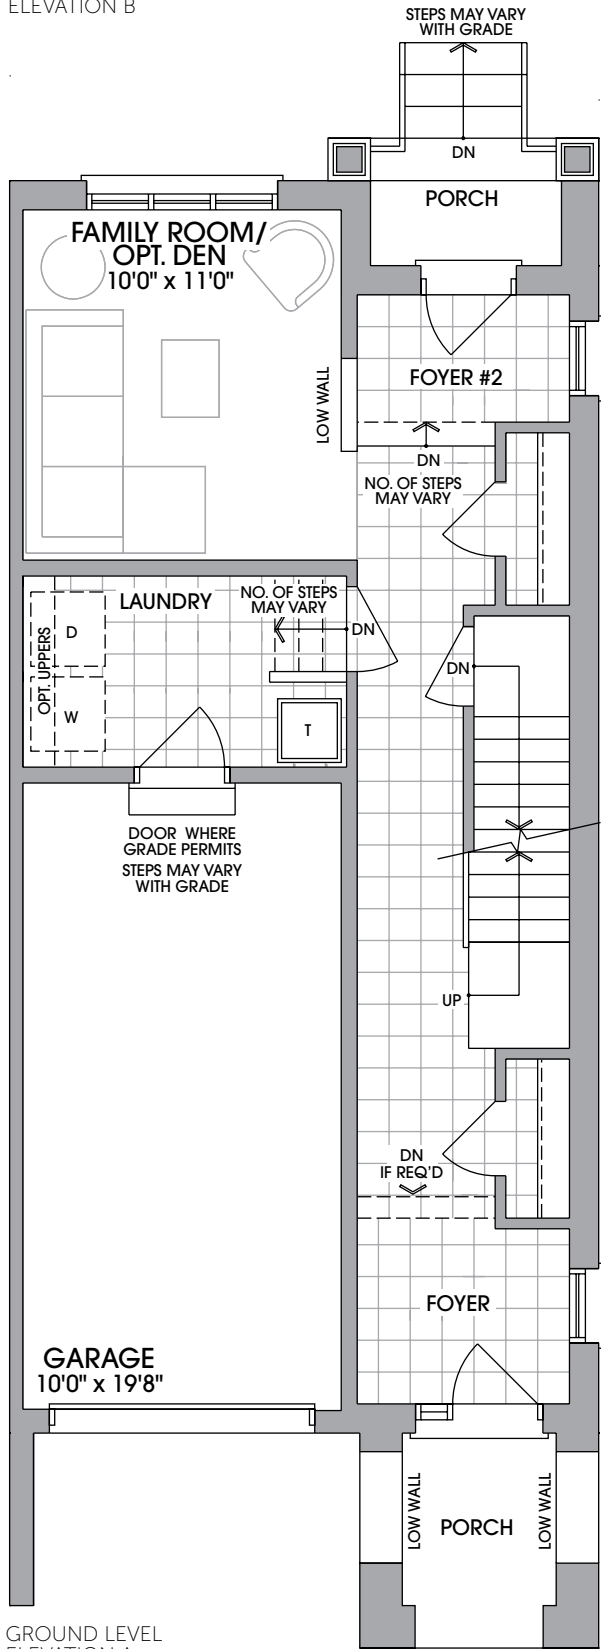 ELEVATION B
STEPS MAY VARY
WITH GRADE
DN
PORCH
FAMILY ROOM/
OPT. DEN
10'0" x 11'0"
FOYER #2
LOW WALL
DN
NO. OF STEPS
MAY VARY
LAUNDRY
NO. OF STEPS
MAY VARY
DN
OPT. UPPERS
D
W
T
DN
DOOR WHERE
GRADE PERMITS
STEPS MAY VARY
WITH GRADE
UP
DN
IF REQ'D
FOYER
GARAGE
10'0" x 19'8"
LOW WALL
PORCH
LOW WALL
GROUND LEVEL
ELEVATION A